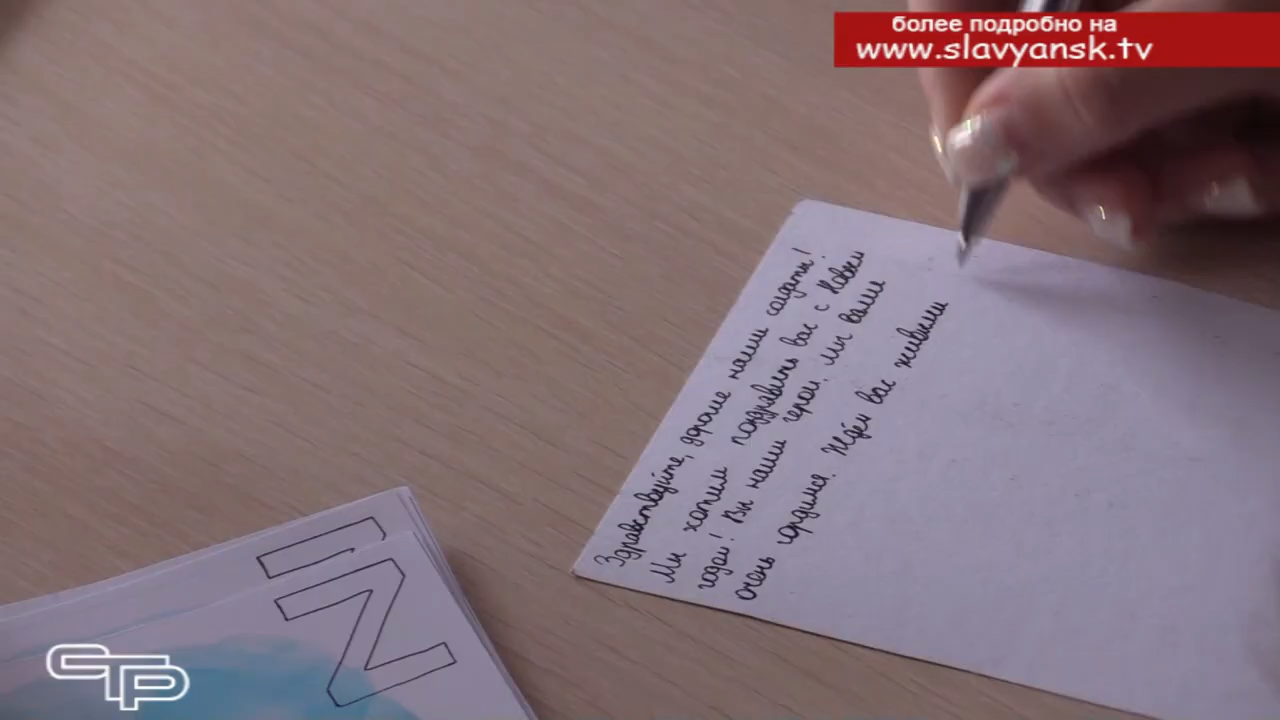 более подробно на
www.slavyansk.tv
Здравствуйте, дорогие наши солдаты!
Мы хотим поздравить вас с Новым
годом! Вы наши герои, мы вами
очень гордимся. Ждём вас живыми
Z
СТР